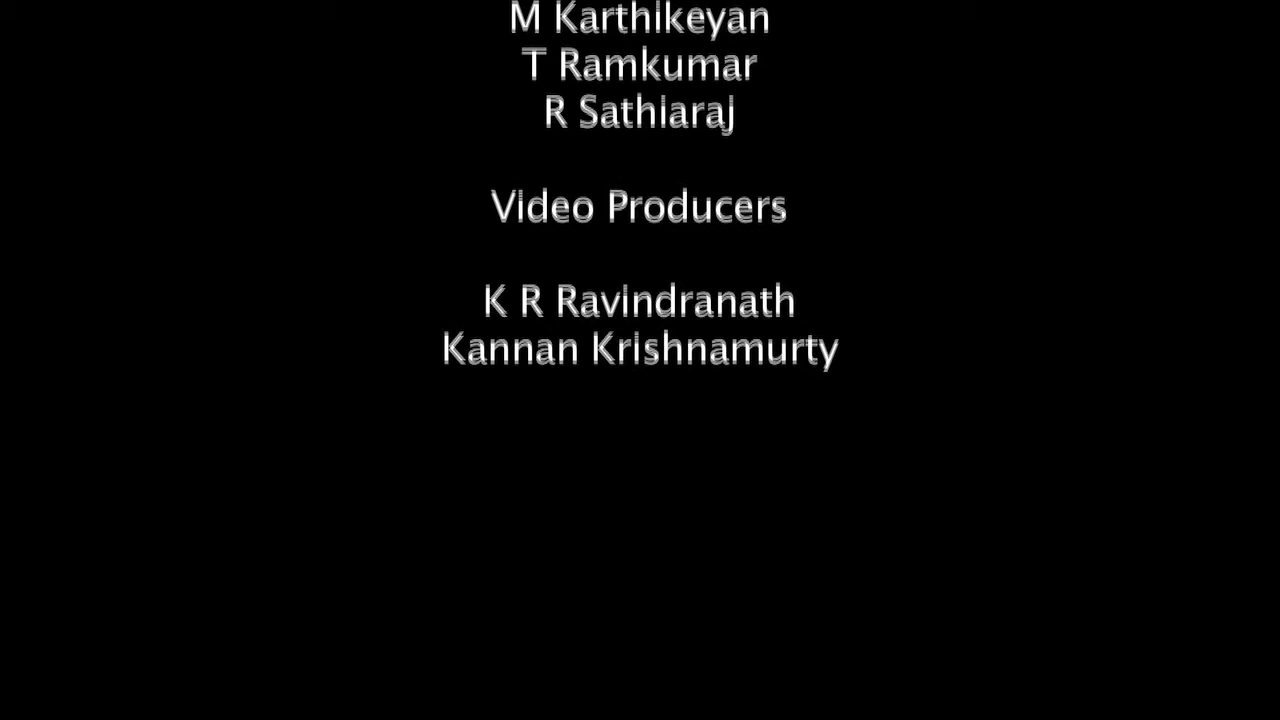 M Karthikeyan
T Ramkumar
R Sathiaraj
Video Producers
K R Ravindranath
Kannan Krishnamurty